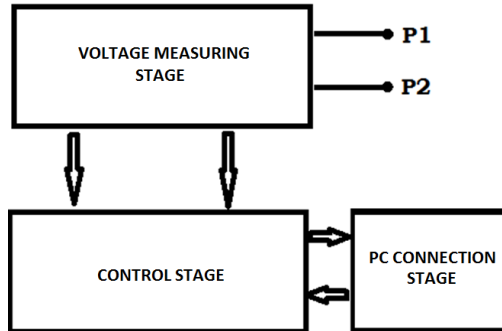 VOLTAGE MEASURING
STAGE
P1
P2
CONTROL STAGE
PC CONNECTION
STAGE